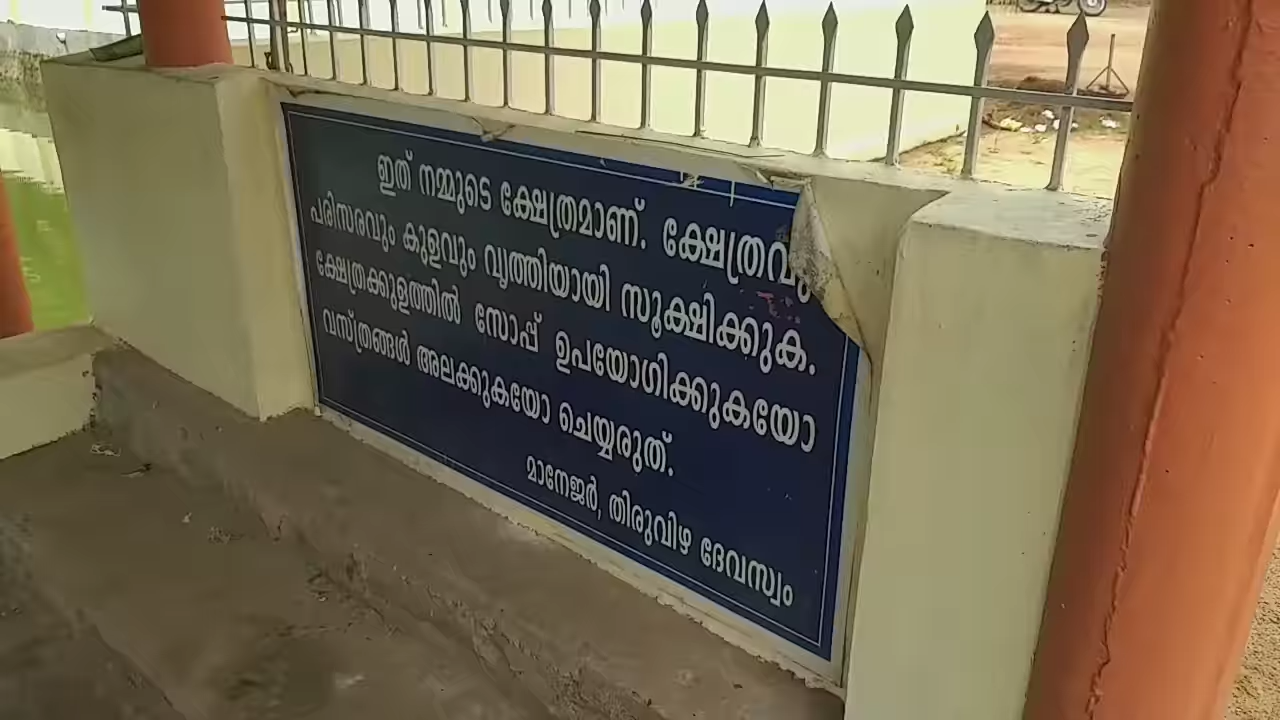 ഇത് നമ്മുടെ ക്ഷേത്രമാണ്. ക്ഷേത്രവും
പരിസരവും കുളവും വൃത്തിയായി സൂക്ഷിക്കുക.
ക്ഷേത്രക്കുളത്തിൽ സോപ്പ് ഉപയോഗിക്കുകയോ
വസ്ത്രങ്ങൾ അലക്കുകയോ ചെയ്യരുത്.
മാനേജർ, തിരുവിഴ ദേവസ്വം